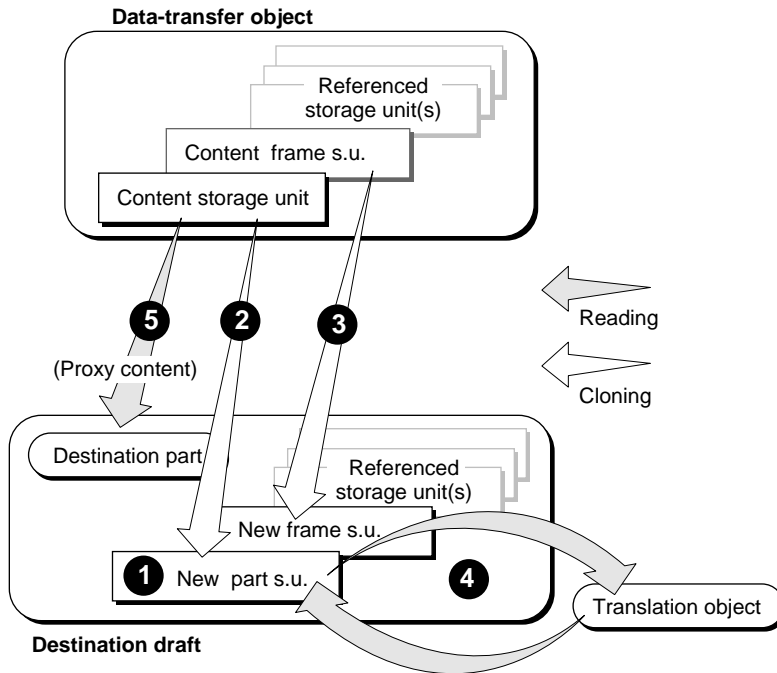 Data-transfer object
Referenced
storage unit(s)
Content frame s.u.
Content storage unit
5
2
3
Reading
(Proxy content)
Cloning
Destination part
Referenced
storage unit(s)
New frame s.u.
1
New part s.u.
4
Translation object
Destination draft